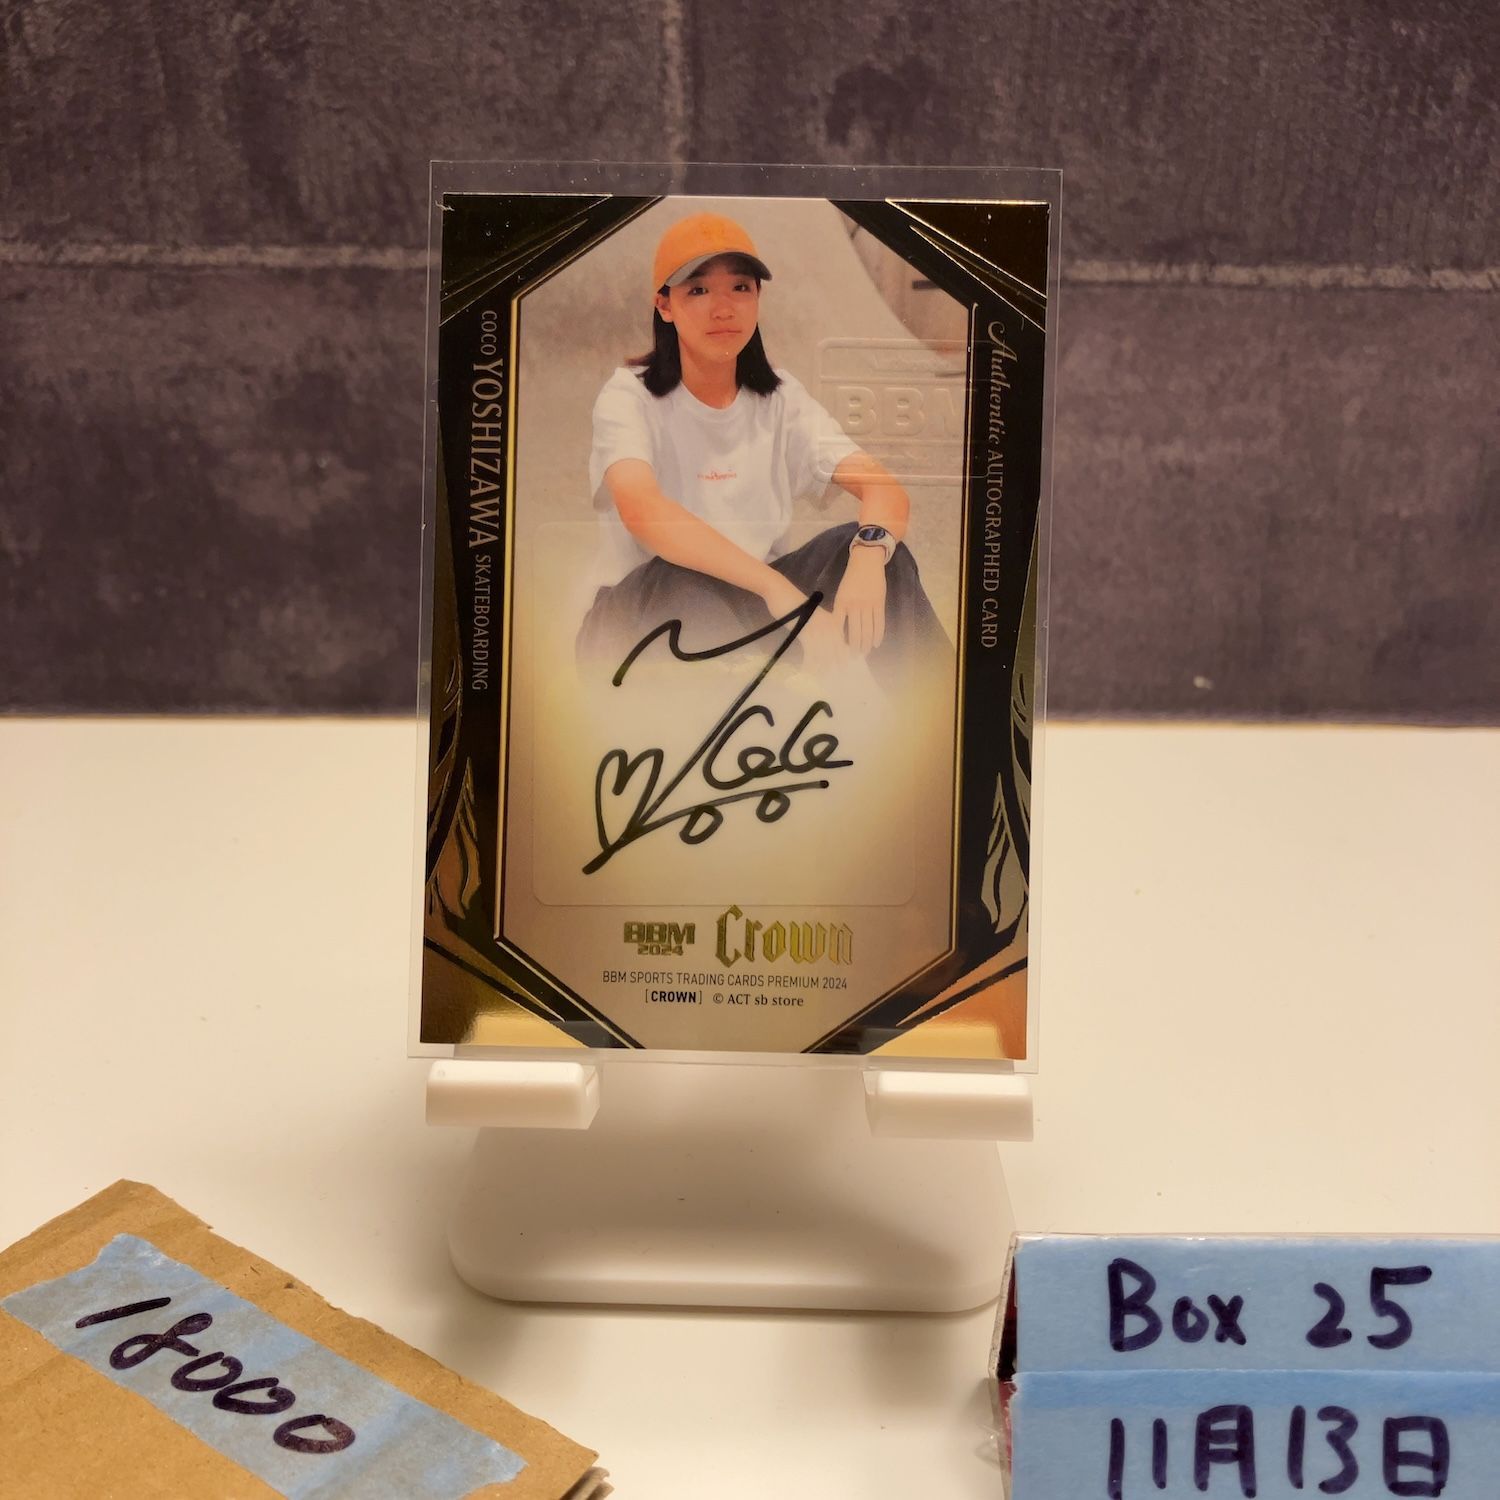 COCO YOSHIZAWA SKATEBOARDING
Authentic AUTOGRAPHED CARD
BBM
CoCo
BBM 2024 Crown
BBM SPORTS TRADING CARDS PREMIUM 2024
[CROWN] © ACT sb store
18000
Box 25
11月13日